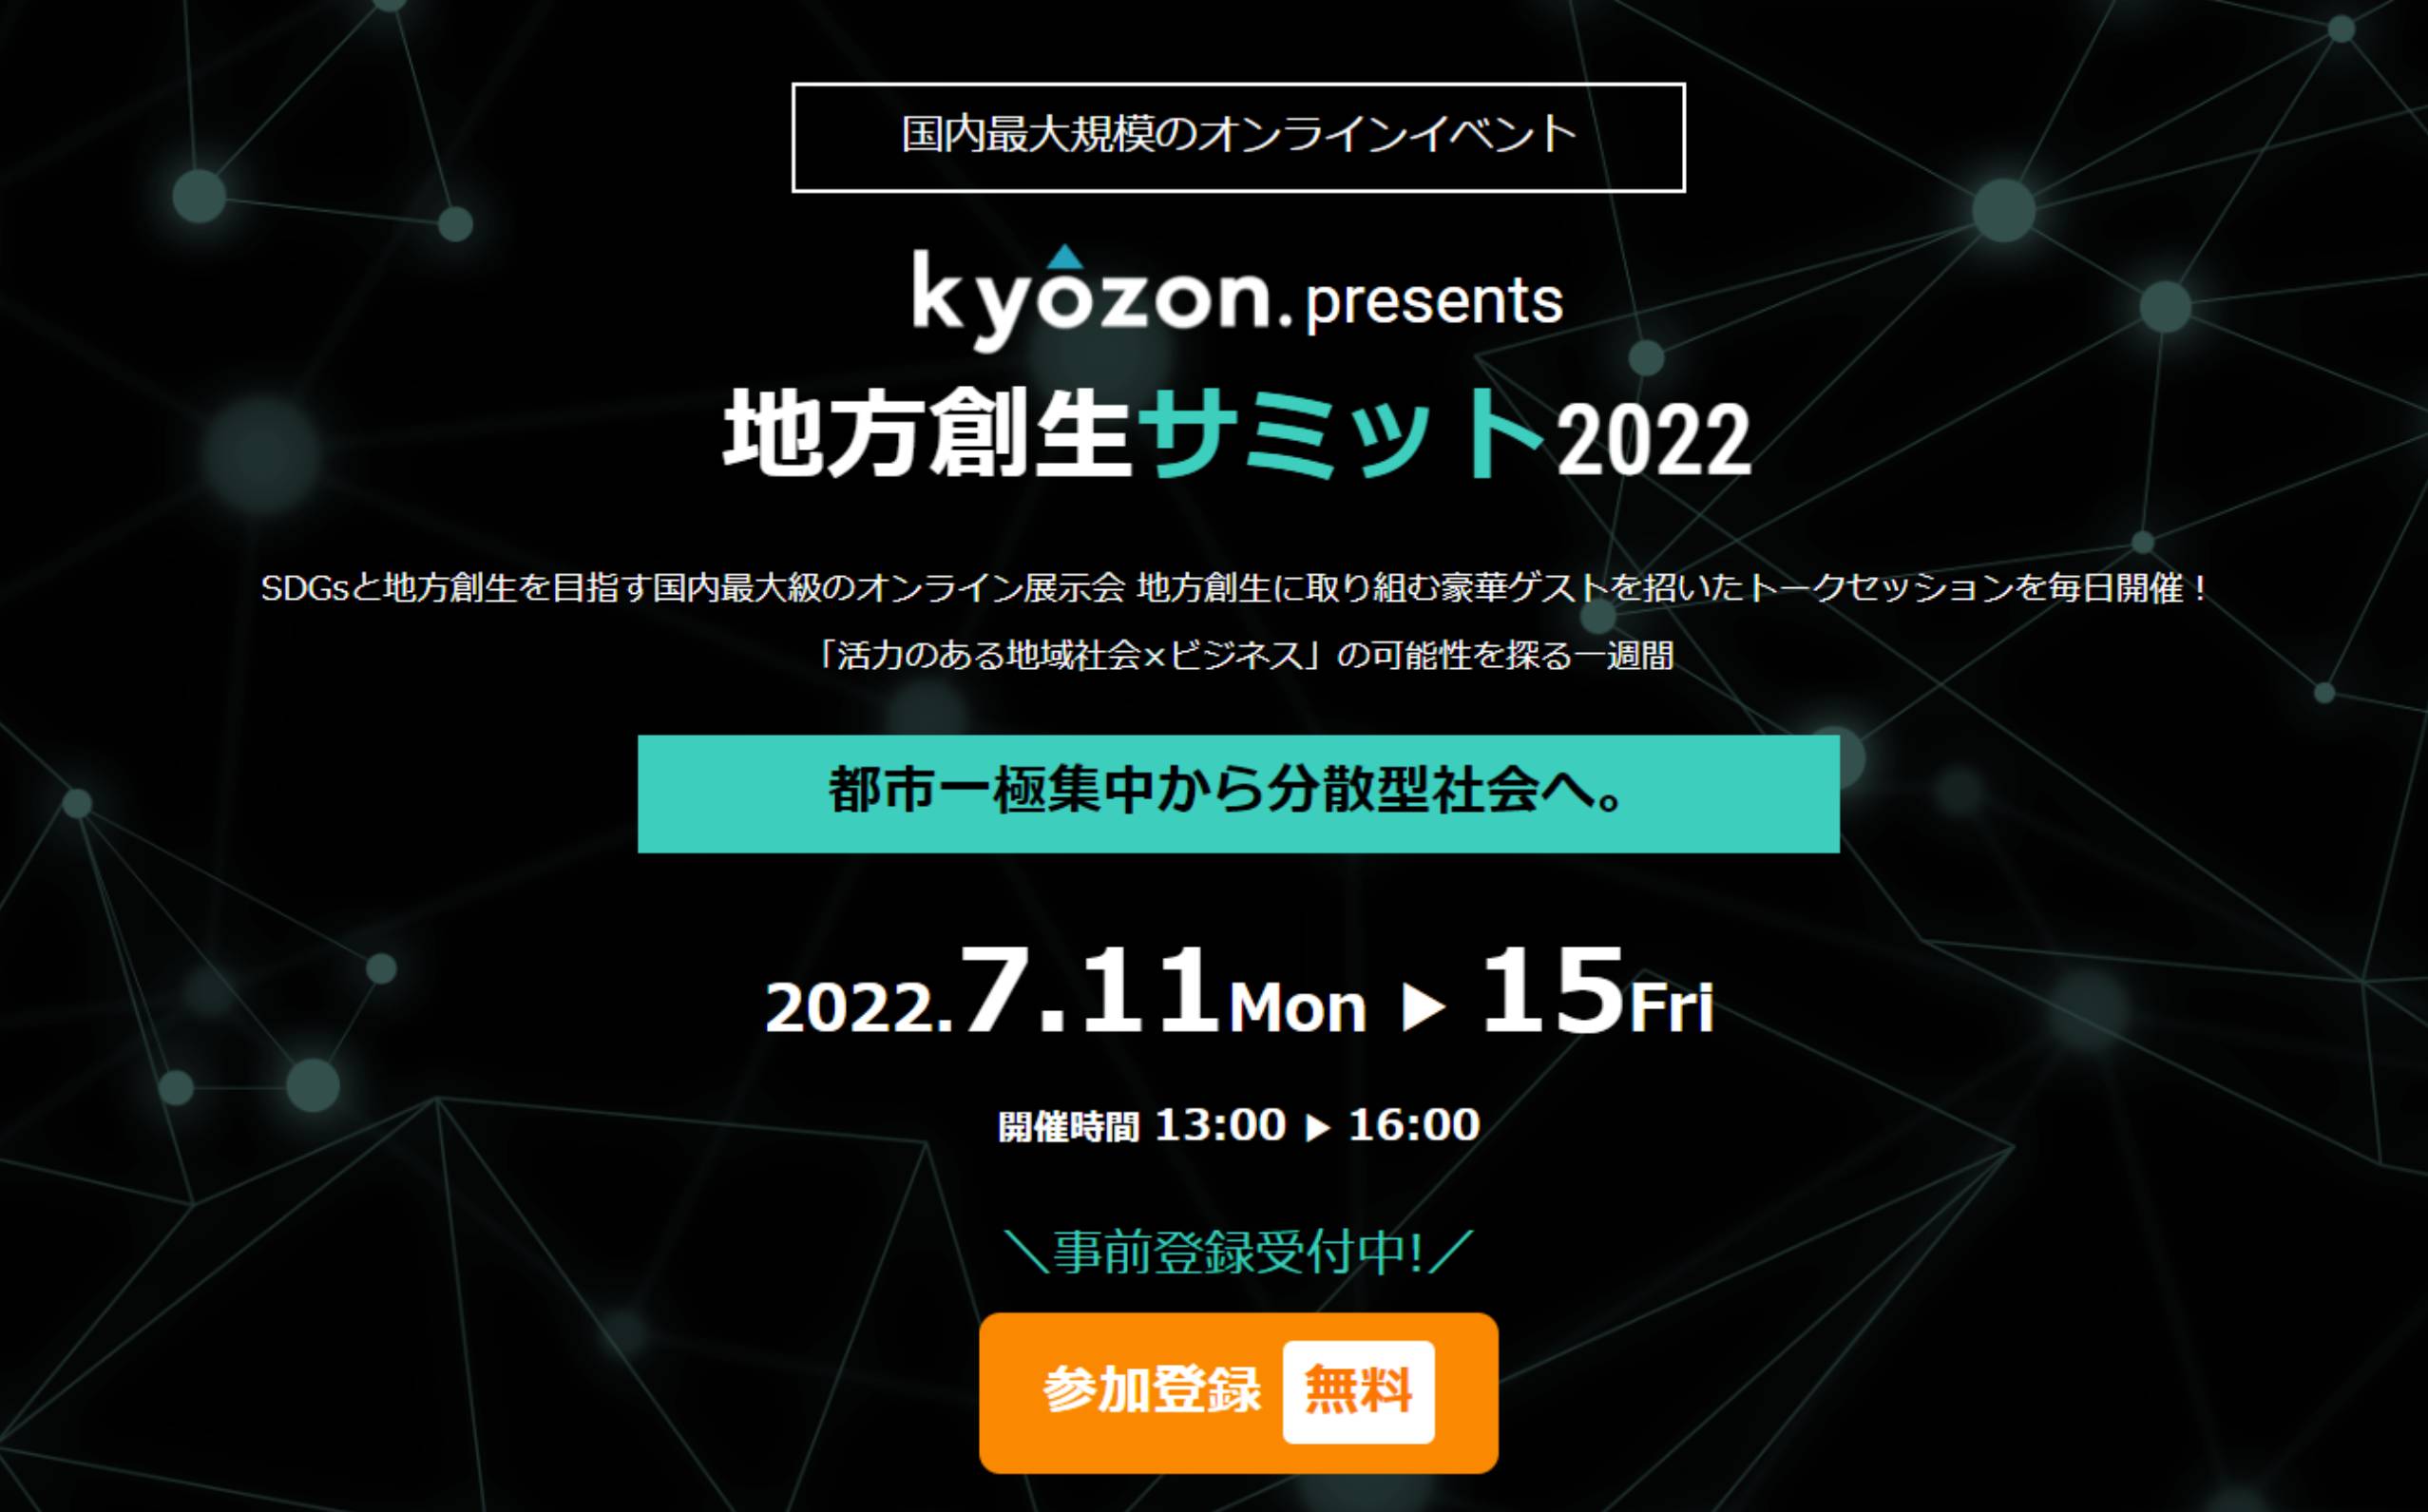 国内最大規模のオンラインイベント
kyozon. presents
地方創生サミット2022
SDGsと地方創生を目指す国内最大級のオンライン展示会 地方創生に取り組む豪華ゲストを招いたトークセッションを毎日開催！
「活力のある地域社会×ビジネス」の可能性を探る一週間
都市一極集中から分散型社会へ。
2022.7.11Mon ▶ 15Fri
開催時間 13:00 ▶ 16:00
＼事前登録受付中!／
参加登録 無料